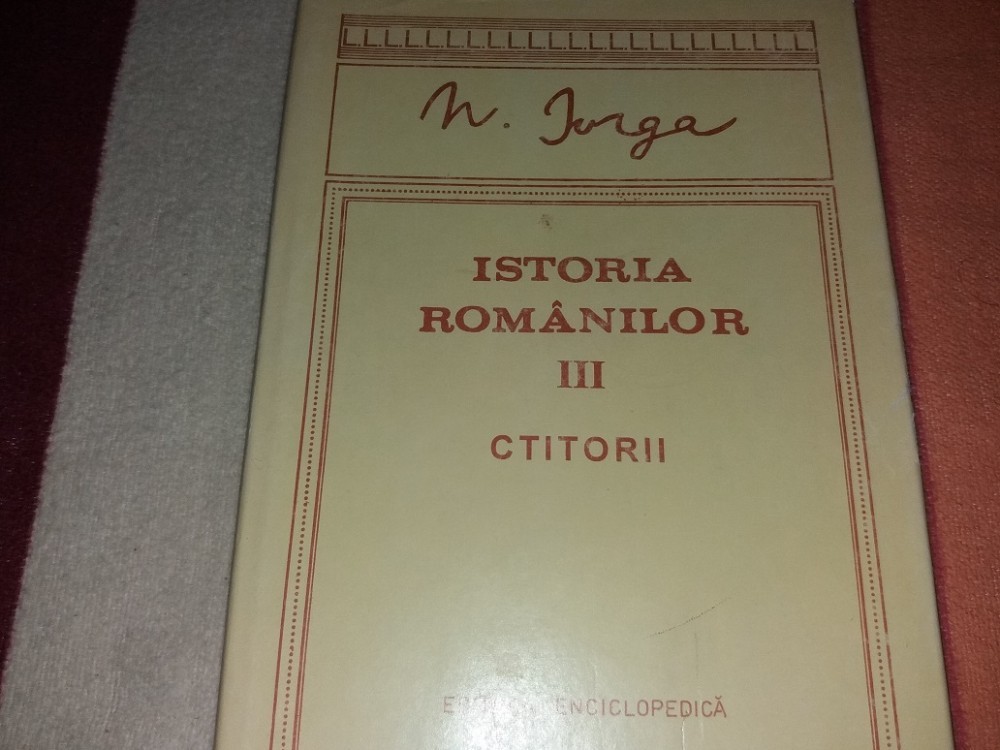 N. Iorga
ISTORIA
ROMÂNILOR
III
CTITORII
ENCICLOPEDICĂ